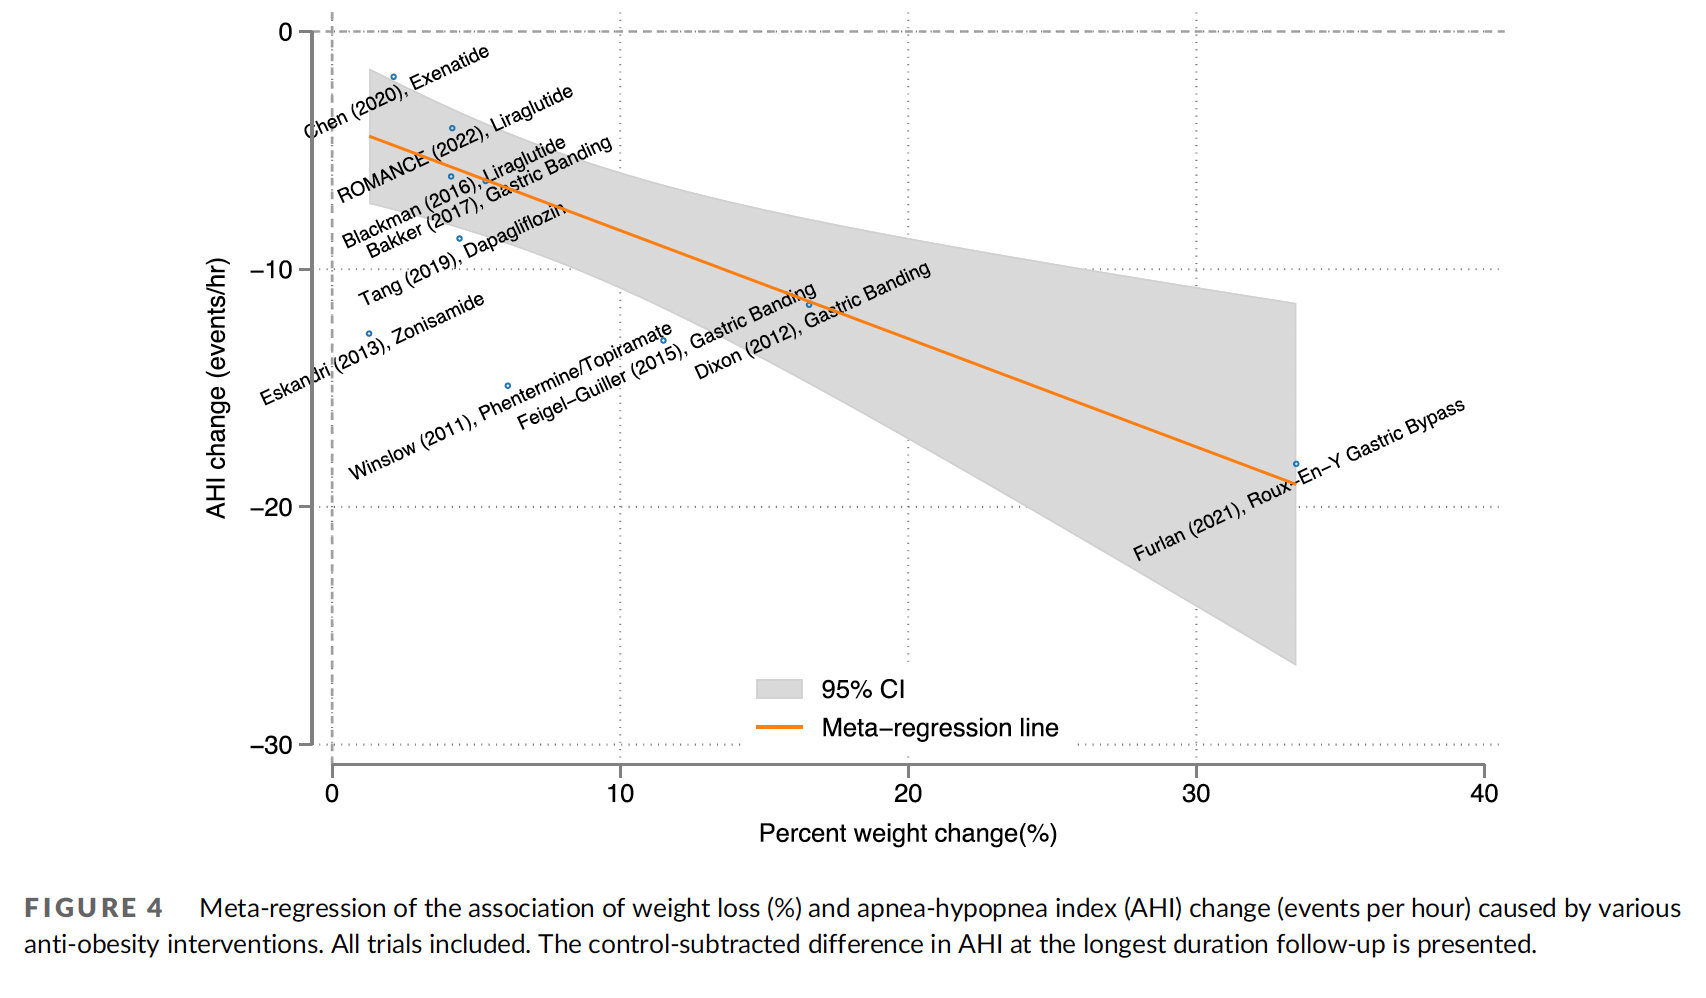 0
−10
−20
−30
AHI change (events/hr)
Chen (2020), Exenatide
ROMANCE (2022), Liraglutide
Blackman (2016), Liraglutide
Bakker (2017), Gastric Banding
Tang (2019), Dapagliflozin
Eskandri (2013), Zonisamide
Winslow (2011), Phentermine/Topiramate
Feigel−Guiller (2015), Gastric Banding
Dixon (2012), Gastric Banding
Furlan (2021), Roux−En−Y Gastric Bypass
95% CI
Meta−regression line
0 10 20 30 40
Percent weight change(%)
FIGURE 4 Meta-regression of the association of weight loss (%) and apnea-hypopnea index (AHI) change (events per hour) caused by various
anti-obesity interventions. All trials included. The control-subtracted difference in AHI at the longest duration follow-up is presented.